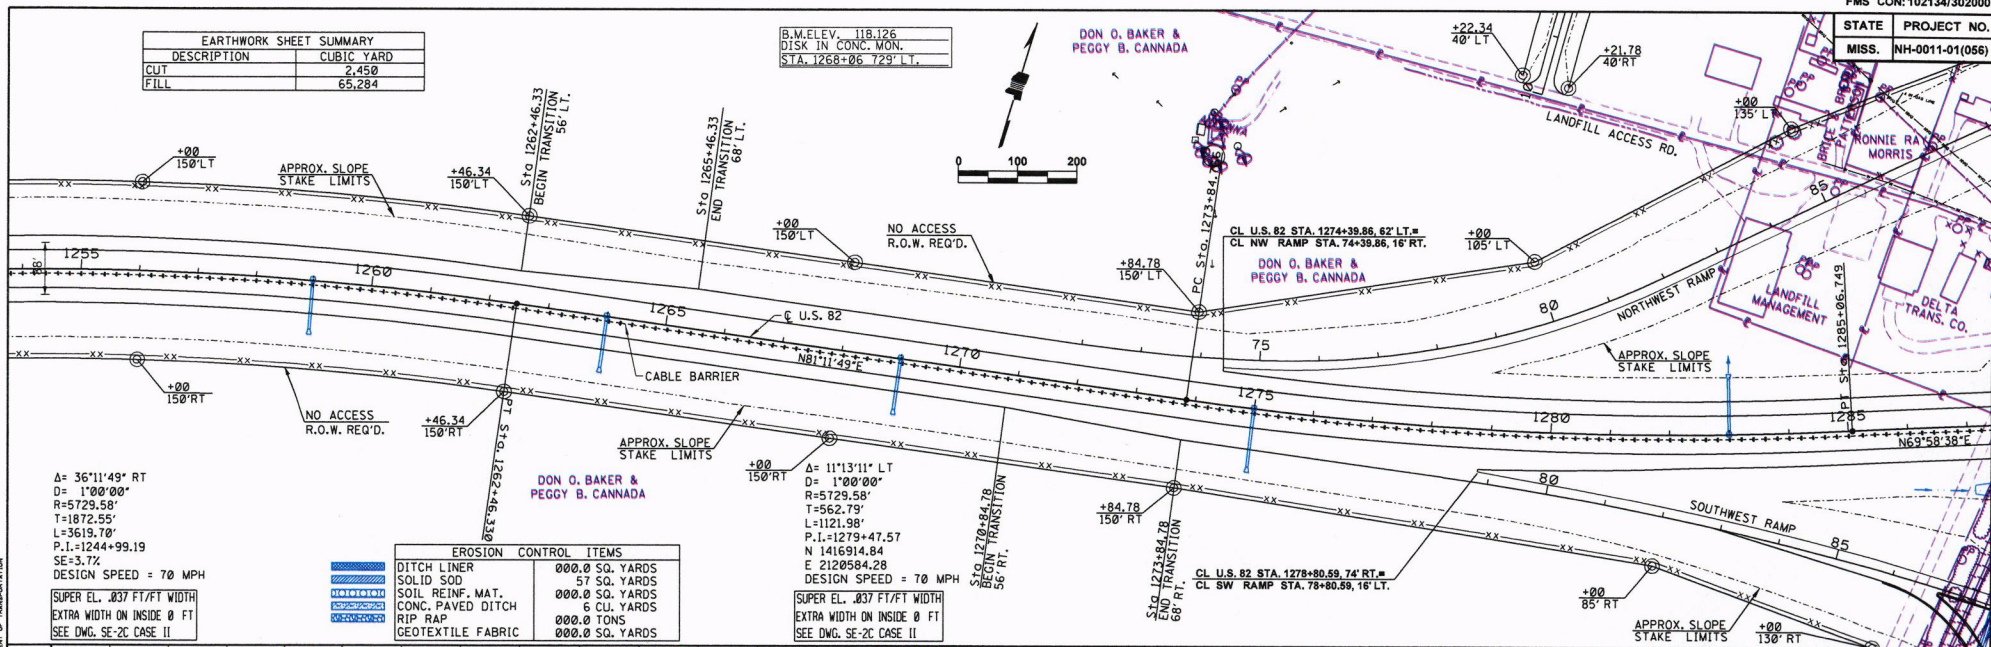 FMS CON: 102134/302000
STATE PROJECT NO.
MISS. NH-0011-01(056)
EARTHWORK SHEET SUMMARY
DESCRIPTION CUBIC YARD
CUT 2,450
FILL 65,284
B.M.ELEV. 118.126
DISK IN CONC. MON.
STA. 1268+06 729' LT.
DON O. BAKER &
PEGGY B. CANNADA
+22.34
40' LT
+21.78
40'RT
LANDFILL ACCESS RD.
+00
135' LT
RONNIE RAY
MORRIS
0 100 200
+00
150'LT
APPROX. SLOPE
STAKE LIMITS
+46.34
150'LT
Sta 1262+46.33
BEGIN TRANSITION
56' LT.
Sta 1265+46.33
END TRANSITION
68' LT.
+00
150'LT
NO ACCESS
R.O.W. REQ'D.
+84.78
150' LT
PC Sta. 1273+84.78
CL U.S. 82 STA. 1274+39.86, 62' LT.=
CL NW RAMP STA. 74+39.86, 16' RT.
DON O. BAKER &
PEGGY B. CANNADA
+00
105' LT
85
80
NORTHWEST RAMP
LANDFILL
MANAGEMENT
DELTA
TRANS. CO.
PT Sta 1285+06.749
APPROX. SLOPE
STAKE LIMITS
1255
1260
1265
℄ U.S. 82
1270
75
1275
1280
1285
N81°11'49"E
N69°58'38"E
CABLE BARRIER
+00
150'RT
NO ACCESS
R.O.W. REQ'D.
+46.34
150'RT
PT Sta. 1262+46.330
APPROX. SLOPE
STAKE LIMITS
+00
150'RT
DON O. BAKER &
PEGGY B. CANNADA
Sta 1270+84.78
BEGIN TRANSITION
56' RT.
+84.78
150' RT
Sta 1273+84.78
END TRANSITION
68' RT.
CL U.S. 82 STA. 1278+80.59, 74' RT.=
CL SW RAMP STA. 78+80.59, 16' LT.
80
SOUTHWEST RAMP
85
+00
85' RT
APPROX. SLOPE
STAKE LIMITS
+00
130' RT
Δ= 36°11'49" RT
D= 1°00'00"
R=5729.58'
T=1872.55'
L=3619.70'
P.I.=1244+99.19
SE=3.7%
DESIGN SPEED = 70 MPH
SUPER EL. .037 FT/FT WIDTH
EXTRA WIDTH ON INSIDE 0 FT
SEE DWG. SE-2C CASE II
EROSION CONTROL ITEMS
DITCH LINER 000.0 SQ. YARDS
SOLID SOD 57 SQ. YARDS
SOIL REINF. MAT. 000.0 SQ. YARDS
CONC. PAVED DITCH 6 CU. YARDS
RIP RAP 000.0 TONS
GEOTEXTILE FABRIC 000.0 SQ. YARDS
Δ= 11°13'11" LT
D= 1°00'00"
R=5729.58'
T=562.79'
L=1121.98'
P.I.=1279+47.57
N 1416914.84
E 2120584.28
DESIGN SPEED = 70 MPH
SUPER EL. .037 FT/FT WIDTH
EXTRA WIDTH ON INSIDE 0 FT
SEE DWG. SE-2C CASE II